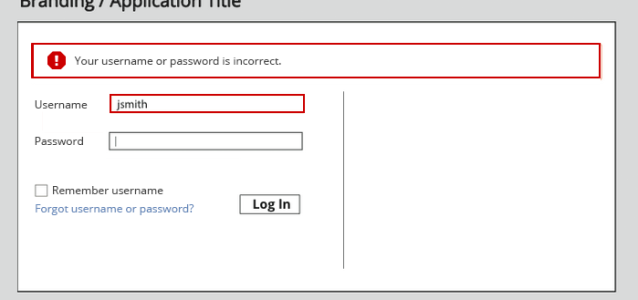 Branding / Application Title
Your username or password is incorrect.
Username jsmith
Password
Remember username
Forgot username or password?
Log In